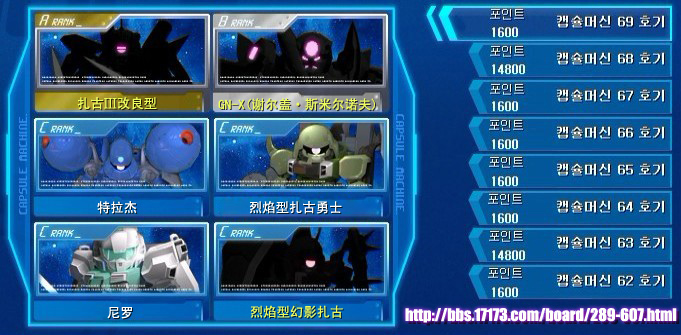 A RANK_
扎古III改良型
B RANK_
GN-X(谢尔盖·斯米尔诺夫)
C RANK_
特拉杰
C RANK_
烈焰型扎古勇士
C RANK_
尼罗
C RANK_
烈焰型幻影扎古
CAPSULE MACHINE
CAPSULE MACHINE
포인트
1600
캡슐머신 69 호기
포인트
14800
캡슐머신 68 호기
포인트
1600
캡슐머신 67 호기
포인트
1600
캡슐머신 66 호기
포인트
1600
캡슐머신 65 호기
포인트
1600
캡슐머신 64 호기
포인트
14800
캡슐머신 63 호기
포인트
1600
캡슐머신 62 호기
http://bbs.17173.com/board/289-607.html